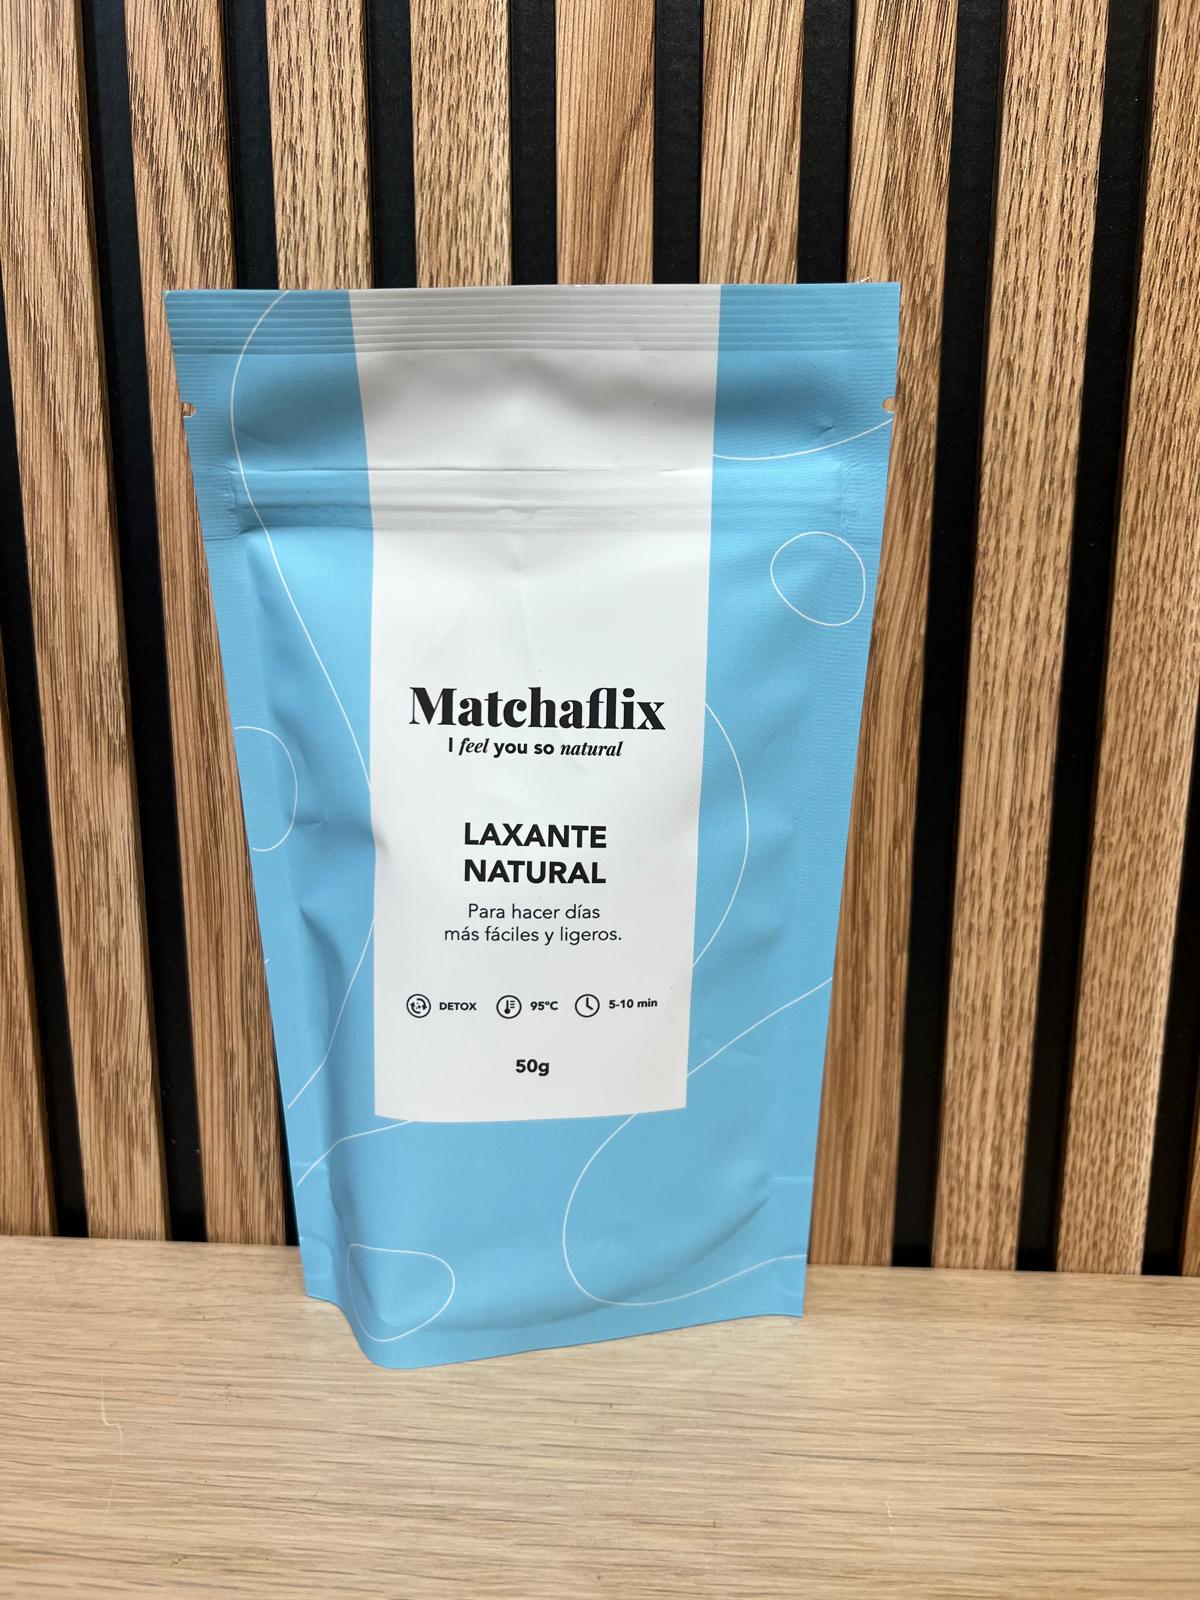 Matchaflix
I feel you so natural
LAXANTE
NATURAL
Para hacer días
más fáciles y ligeros.
DETOX 95°C 5-10 min
50g